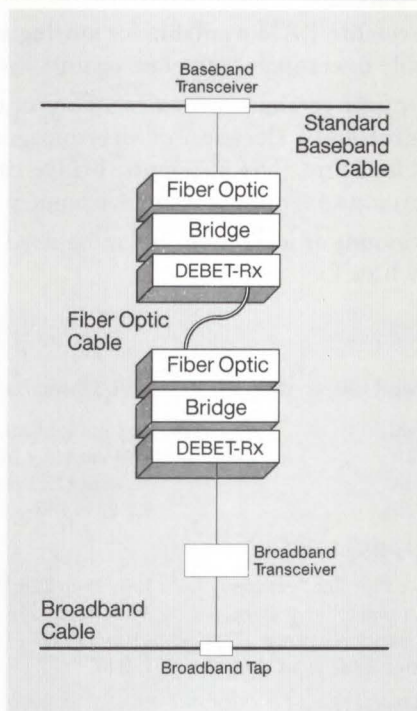 Baseband
Transceiver
Standard
Baseband
Cable
Fiber Optic
Bridge
DEBET-Rx
Fiber Optic
Cable
Fiber Optic
Bridge
DEBET-Rx
Broadband
Transceiver
Broadband
Cable
Broadband Tap